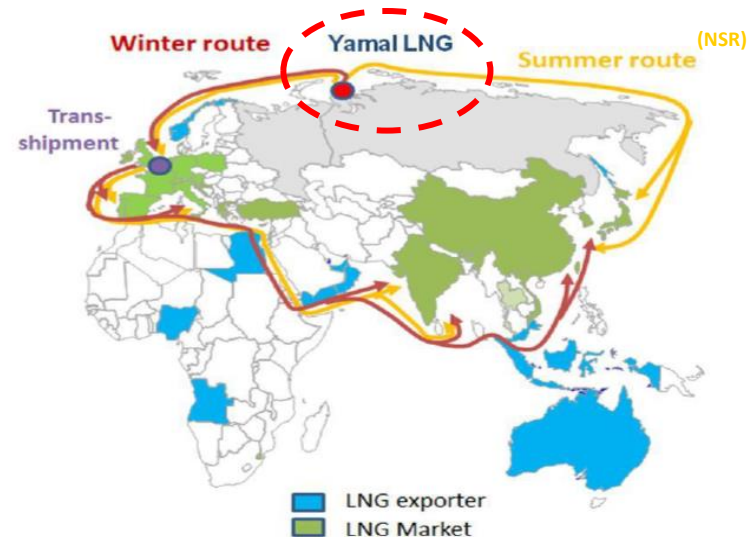 Winter route
Yamal LNG
Summer route
(NSR)
Trans-
shipment
LNG exporter
LNG Market